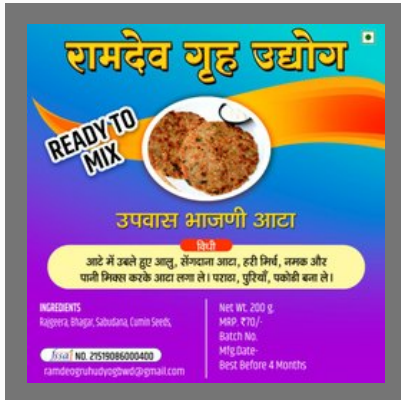 रामदेव गृह उद्योग
READY TO
MIX
उपवास भाजणी आटा
विधी
आटे में उबले हुए आलु, सेंगदाना आटा, हरी मिर्च, नमक और
पानी मिक्स करके आटा लगा ले। पराठा, पुरियाँ, पकोडी बना ले।
INGREDIENTS
Rajgeera, Bhagar, Sabudana, Cumin Seeds,
fssai NO. 21519086000400
ramdeogruhudyogbwd@gmail.com
Net Wt. 200 g.
MRP. ₹70/-
Batch No.
Mfg.Date-
Best Before 4 Months